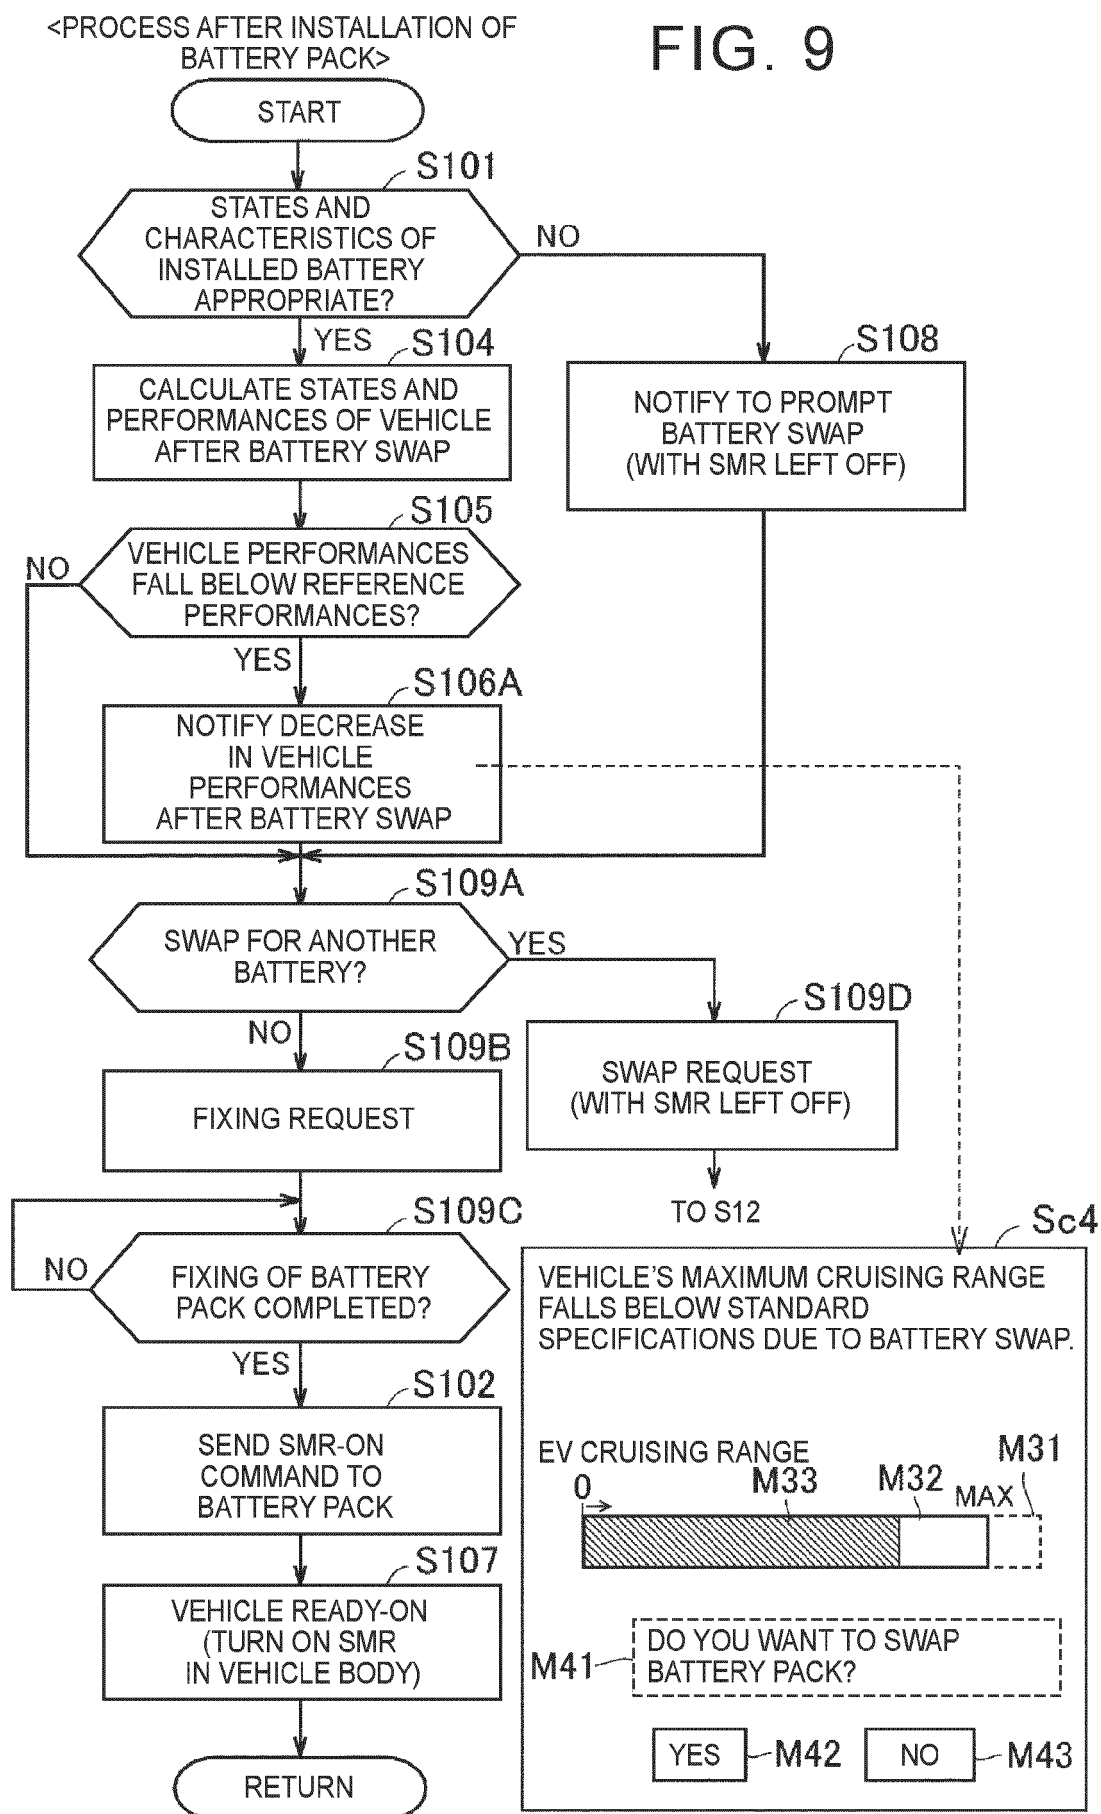 <PROCESS AFTER INSTALLATION OF
BATTERY PACK>
FIG. 9
START
S101
STATES AND
CHARACTERISTICS OF
INSTALLED BATTERY
APPROPRIATE?
NO
YES
S104
CALCULATE STATES AND
PERFORMANCES OF VEHICLE
AFTER BATTERY SWAP
S108
NOTIFY TO PROMPT
BATTERY SWAP
(WITH SMR LEFT OFF)
S105
VEHICLE PERFORMANCES
FALL BELOW REFERENCE
PERFORMANCES?
NO
YES
S106A
NOTIFY DECREASE
IN VEHICLE
PERFORMANCES
AFTER BATTERY SWAP
S109A
SWAP FOR ANOTHER
BATTERY?
YES
NO
S109D
SWAP REQUEST
(WITH SMR LEFT OFF)
TO S12
S109B
FIXING REQUEST
S109C
FIXING OF BATTERY
PACK COMPLETED?
NO
YES
S102
SEND SMR-ON
COMMAND TO
BATTERY PACK
S107
VEHICLE READY-ON
(TURN ON SMR
IN VEHICLE BODY)
RETURN
Sc4
VEHICLE'S MAXIMUM CRUISING RANGE
FALLS BELOW STANDARD
SPECIFICATIONS DUE TO BATTERY SWAP.
EV CRUISING RANGE
M31
0
M33
M32
MAX
M41
DO YOU WANT TO SWAP
BATTERY PACK?
YES
M42
NO
M43